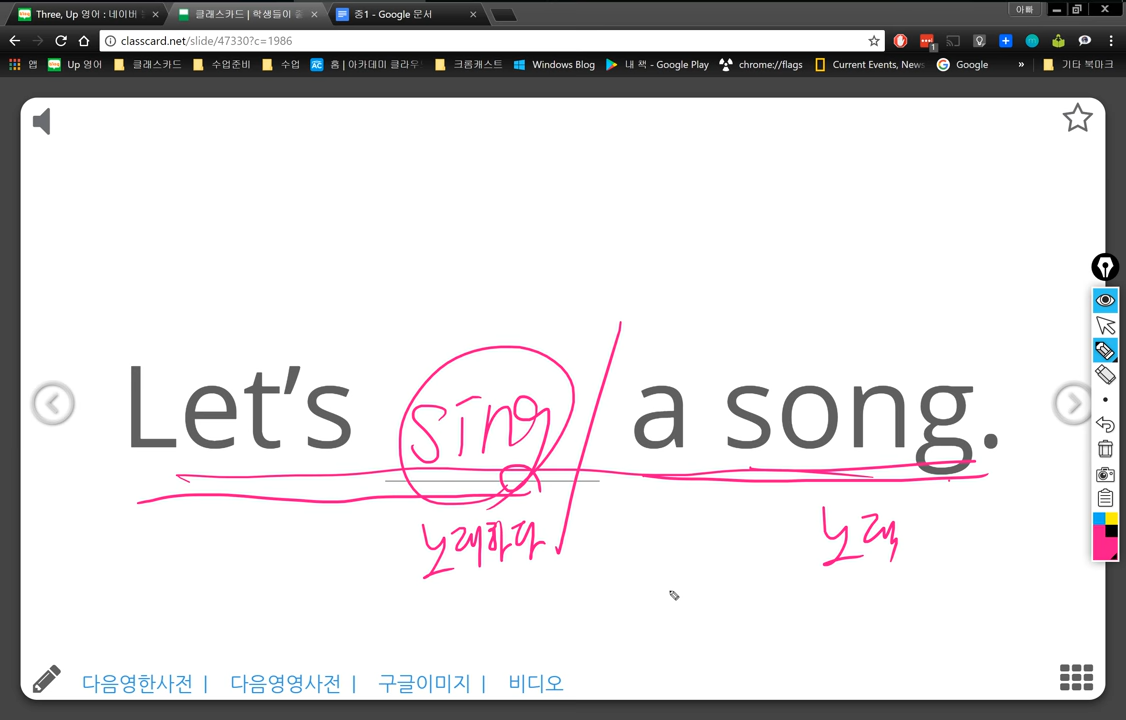 Three, Up 영어 : 네이버
클래스카드 | 학생들이 줄
중1 - Google 문서
아빠
classcard.net/slide/47330?c=1986
1
앱
Up 영어
클래스카드
수업준비
수업
홈 | 아카데미 클라우
크롬캐스트
Windows Blog
내 책 - Google Play
chrome://flags
Current Events, News
Google
»
기타 북마크
Let's sing / a song.
노래하다 노래
다음영한사전 | 다음영영사전 | 구글이미지 | 비디오